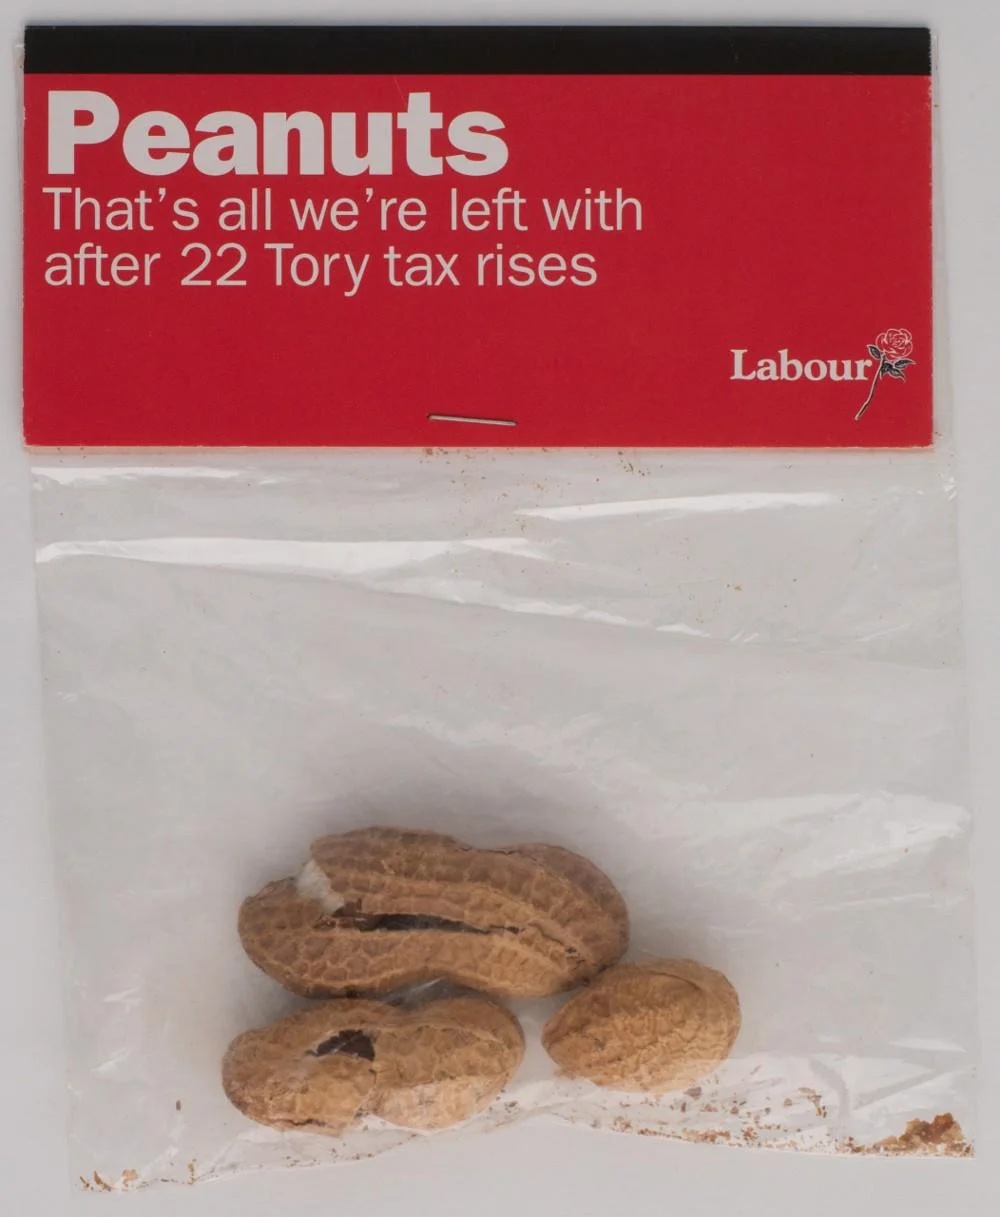 Peanuts
That's all we're left with
after 22 Tory tax rises
Labour